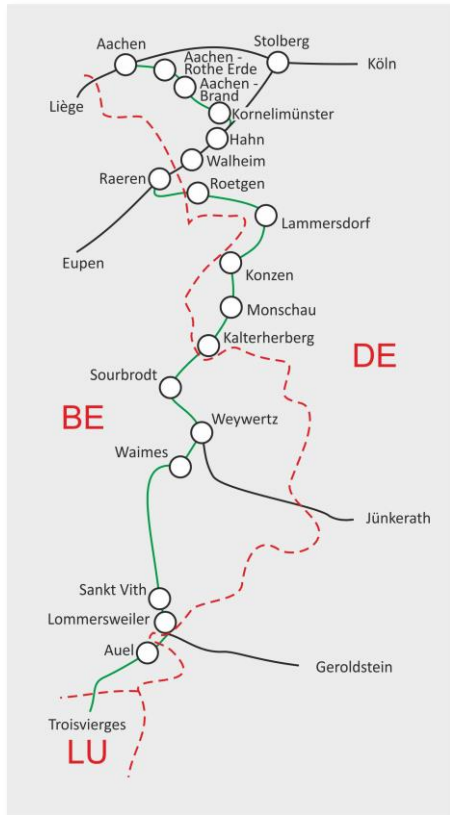 Aachen
Stolberg
Aachen -
Rothe Erde
Köln
Aachen -
Brand
Liège
Kornelimünster
Hahn
Walheim
Raeren
Roetgen
Lammersdorf
Eupen
Konzen
Monschau
Kalterherberg
DE
Sourbrodt
BE
Weywertz
Waimes
Jünkerath
Sankt Vith
Lommersweiler
Auel
Geroldstein
Troisvierges
LU